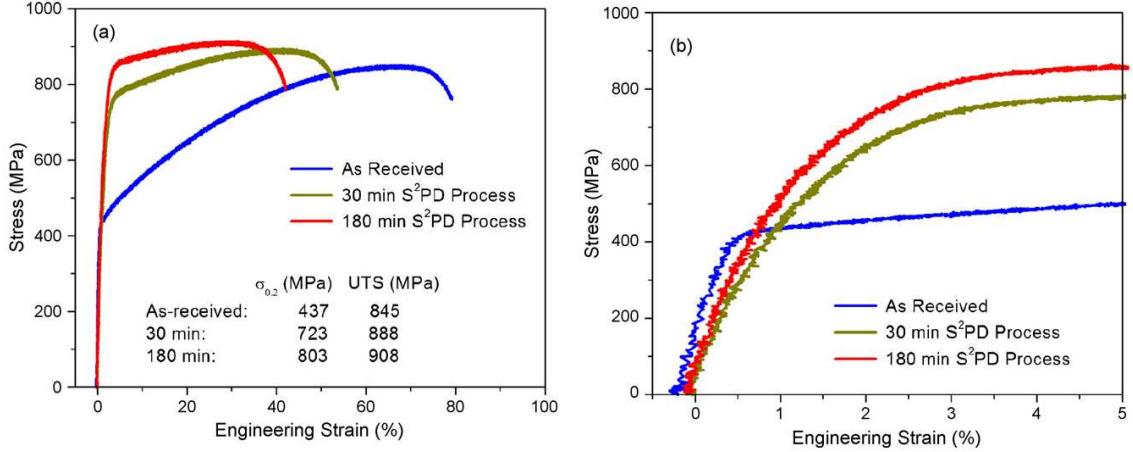 (a)
1000
800
600
400
200
0
Stress (MPa)
As Received
30 min S²PD Process
180 min S²PD Process
σ0.2 (MPa) UTS (MPa)
As-received: 437 845
30 min: 723 888
180 min: 803 908
0 20 40 60 80 100
Engineering Strain (%)
(b)
1000
800
600
400
200
0
Stress (MPa)
As Received
30 min S²PD Process
180 min S²PD Process
0 1 2 3 4 5
Engineering Strain (%)